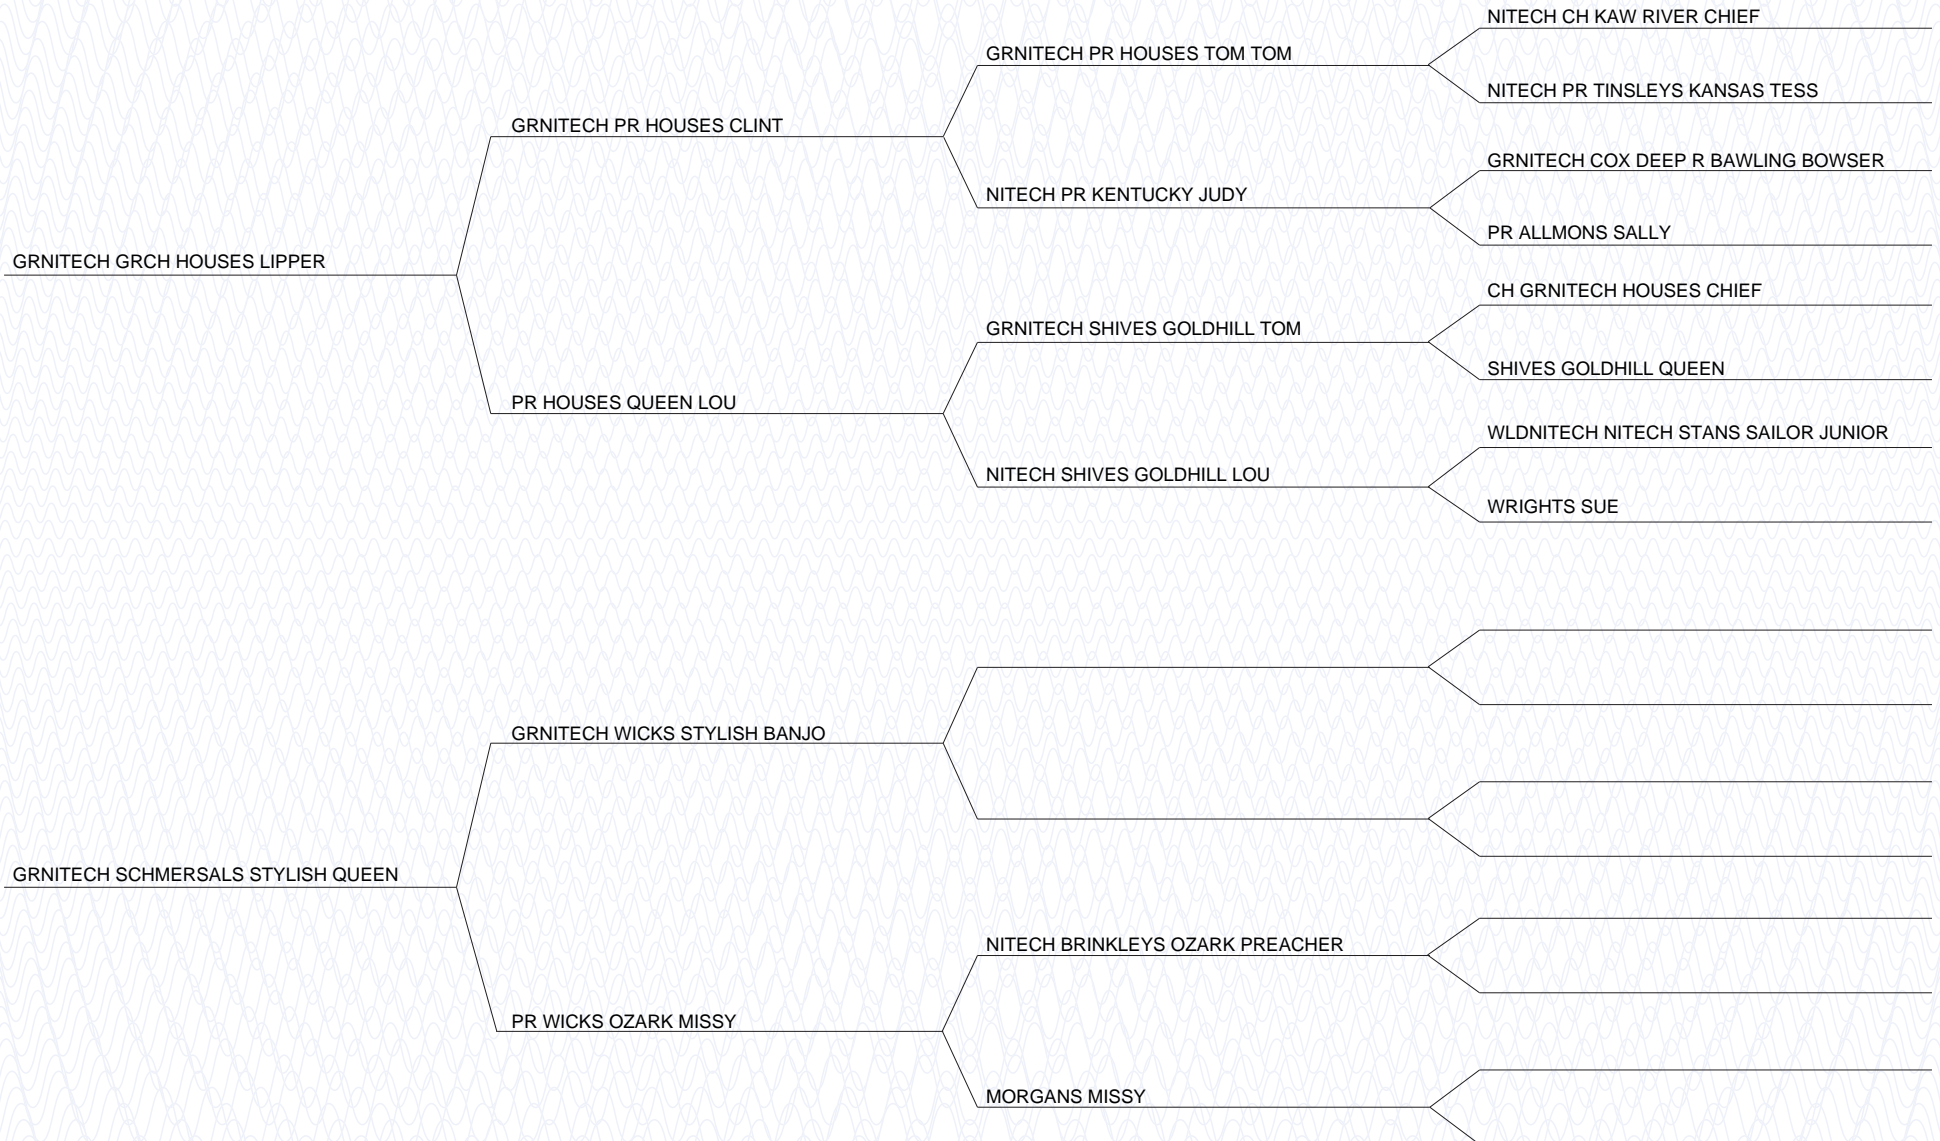 NITECH CH KAW RIVER CHIEF
GRNITECH PR HOUSES TOM TOM
NITECH PR TINSLEYS KANSAS TESS
GRNITECH PR HOUSES CLINT
GRNITECH COX DEEP R BAWLING BOWSER
NITECH PR KENTUCKY JUDY
PR ALLMONS SALLY
GRNITECH GRCH HOUSES LIPPER
CH GRNITECH HOUSES CHIEF
GRNITECH SHIVES GOLDHILL TOM
SHIVES GOLDHILL QUEEN
PR HOUSES QUEEN LOU
WLDNITECH NITECH STANS SAILOR JUNIOR
NITECH SHIVES GOLDHILL LOU
WRIGHTS SUE
GRNITECH WICKS STYLISH BANJO
GRNITECH SCHMERSALS STYLISH QUEEN
NITECH BRINKLEYS OZARK PREACHER
PR WICKS OZARK MISSY
MORGANS MISSY